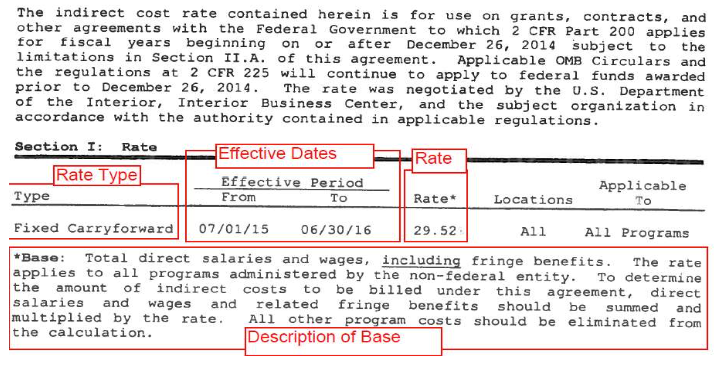 The indirect cost rate contained herein is for use on grants, contracts, and
other agreements with the Federal Government to which 2 CFR Part 200 applies
for fiscal years beginning on or after December 26, 2014 subject to the
limitations in Section II.A. of this agreement. Applicable OMB Circulars and
the regulations at 2 CFR 225 will continue to apply to federal funds awarded
prior to December 26, 2014. The rate was negotiated by the U.S. Department
of the Interior, Interior Business Center, and the subject organization in
accordance with the authority contained in applicable regulations.
Section I: Rate
Effective Dates
Rate
Rate Type
Effective Period
Applicable
Type From To Rate* Locations To
Fixed Carryforward 07/01/15 06/30/16 29.52 All All Programs
*Base: Total direct salaries and wages, including fringe benefits. The rate
applies to all programs administered by the non-federal entity. To determine
the amount of indirect costs to be billed under this agreement, direct
salaries and wages and related fringe benefits should be summed and
multiplied by the rate. All other program costs should be eliminated from
the calculation.
Description of Base